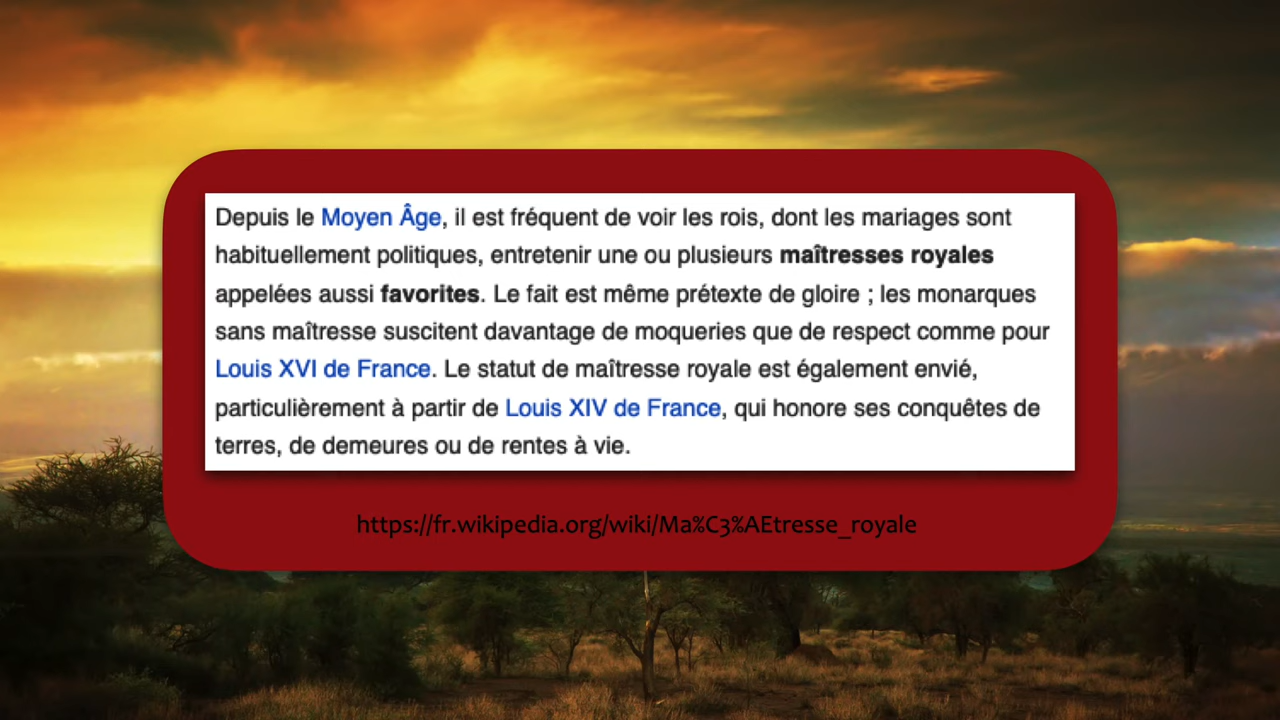 Depuis le Moyen Âge, il est fréquent de voir les rois, dont les mariages sont
habituellement politiques, entretenir une ou plusieurs maîtresses royales
appelées aussi favorites. Le fait est même prétexte de gloire ; les monarques
sans maîtresse suscitent davantage de moqueries que de respect comme pour
Louis XVI de France. Le statut de maîtresse royale est également envié,
particulièrement à partir de Louis XIV de France, qui honore ses conquêtes de
terres, de demeures ou de rentes à vie.
https://fr.wikipedia.org/wiki/Ma%C3%AEtresse_royale